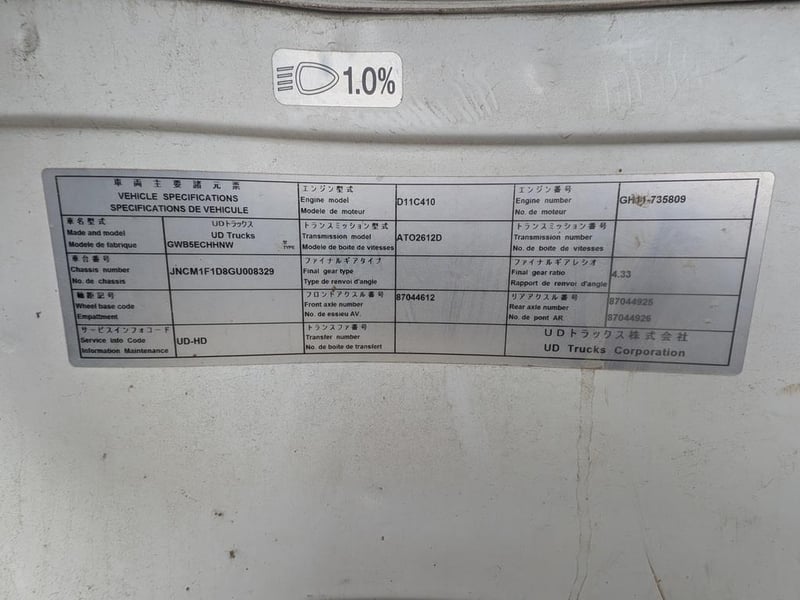 1.0%
車両主要諸元票
VEHICLE SPECIFICATIONS
SPECIFICATIONS DE VEHICULE
エンジン型式
Engine model
Modele de moteur
D11C410
エンジン番号
Engine number
No. de moteur
GH11-735809
車名型式
Made and model
Modele de fabrique
UDトラックス
UD Trucks
GWB5ECHHNW
型
TYPE
トランスミッション型式
Transmission model
Modele de boite de vitesses
ATO2612D
トランスミッション番号
Transmission number
No. de boite de vitesses
車台番号
Chassis number
No. de chassis
JNCM1F1D8GU008329
ファイナルギアタイプ
Final gear type
Type de renvoi d'angle
ファイナルギアレシオ
Final gear ratio
Rapport de renvoi d'angle
4.33
軸距記号
Wheel base code
Empattment
フロントアクスル番号
Front axle number
No. de essieu AV.
87044612
リアアクスル番号
Rear axle number
No. de pont AR.
87044925
87044926
サービスインフォコード
Service info Code
Information Maintenance
UD-HD
トランスファ番号
Transfer number
No. de boite de transfert
UDトラックス株式会社
UD Trucks Corporation